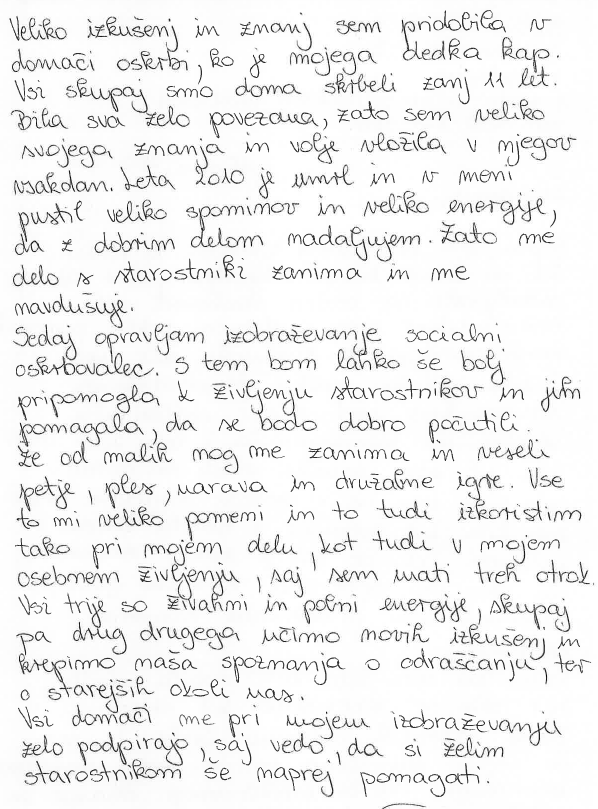 Veliko izkušenj in znanj sem pridobila v
domači oskrbi, ko je mojega dedka kap.
Vsi skupaj smo doma skrbeli zanj 11 let.
Bila sva zelo povezana, zato sem veliko
svojega znanja in volje vložila v njegov
vsakdan. Leta 2010 je umrl in v meni
pustil veliko spominov in veliko energije,
da z dobrim delom nadaljujem. Zato me
delo s starostniki zanima in me
navdušuje.
Sedaj opravljam izobraževanje socialni
oskrbovalec. S tem bom lahko še bolj
pripomogla k življenju starostnikov in jih
pomagala, da se bodo dobro počutili.
Že od malih nog me zanima in veseli
petje, ples, narava in družabne igre. Vse
to mi veliko pomeni in to tudi izkoristim
tako pri mojem delu, kot tudi v mojem
osebnem življenju, saj sem mati treh otrok.
Vsi trije so živahni in polni energije, skupaj
pa drug drugega učimo novih izkušenj in
krepimo naša spoznanja o odraščanju, ter
o starejših okoli nas.
Vsi domači me pri mojem izobraževanju
zelo podpirajo, saj vedo, da si želim
starostnikom še naprej pomagati.